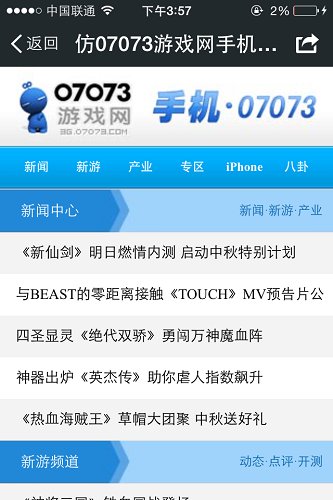 中国联通 下午3:57 2%
返回 仿07073游戏网手机...
07073 游戏网 3G.07073.COM 手机·07073
新闻 新游 产业 专区 iPhone 八卦
新闻中心 新闻·新游·产业
《新仙剑》明日燃情内测 启动中秋特别计划
与BEAST的零距离接触《TOUCH》MV预告片公
四圣显灵《绝代双骄》勇闯万神魔血阵
神器出炉《英杰传》助你虐人指数飙升
《热血海贼王》草帽大团聚 中秋送好礼
新游频道 动态·点评·开测